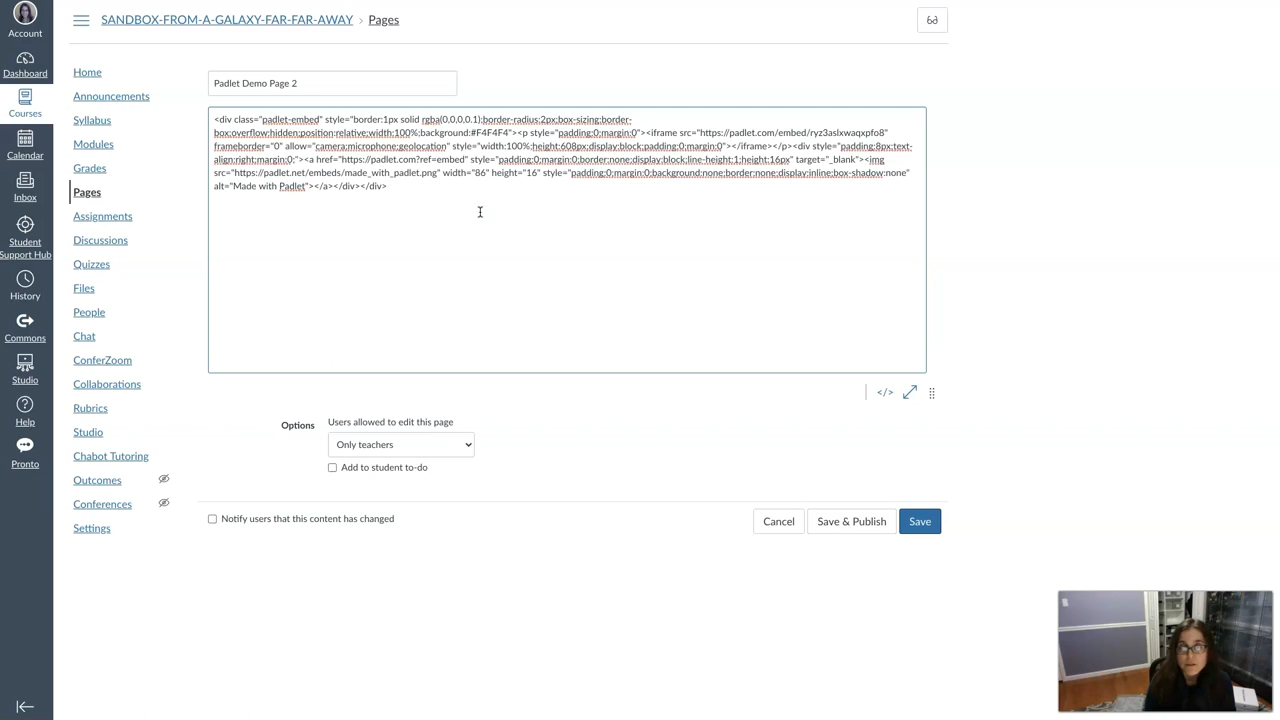 SANDBOX-FROM-A-GALAXY-FAR-FAR-AWAY › Pages
Account
Dashboard
Courses
Calendar
Inbox
Student
Support Hub
History
Commons
Studio
Help
Pronto
Home
Announcements
Syllabus
Modules
Grades
Pages
Assignments
Discussions
Quizzes
Files
People
Chat
ConferZoom
Collaborations
Rubrics
Studio
Chabot Tutoring
Outcomes
Conferences
Settings
Padlet Demo Page 2
<div class="padlet-embed" style="border:1px solid rgba(0,0,0,0.1);border-radius:2px;box-sizing:border-
box;overflow:hidden;position:relative;width:100%;background:#F4F4F4"><p style="padding:0;margin:0"><iframe src="https://padlet.com/embed/ryz3aslxwaqxpfo8"
frameborder="0" allow="camera;microphone;geolocation" style="width:100%;height:608px;display:block;padding:0;margin:0"></iframe></p><div style="padding:8px;text-
align:right;margin:0;"><a href="https://padlet.com?ref=embed" style="padding:0;margin:0;border:none;display:block;line-height:1;height:16px" target="_blank"><img
src="https://padlet.net/embeds/made_with_padlet.png" width="86" height="16" style="padding:0;margin:0;background:none;border:none;display:inline;box-shadow:none"
alt="Made with Padlet"></a></div></div>
</>
Options
Users allowed to edit this page
Only teachers
Add to student to-do
Notify users that this content has changed
Cancel
Save & Publish
Save